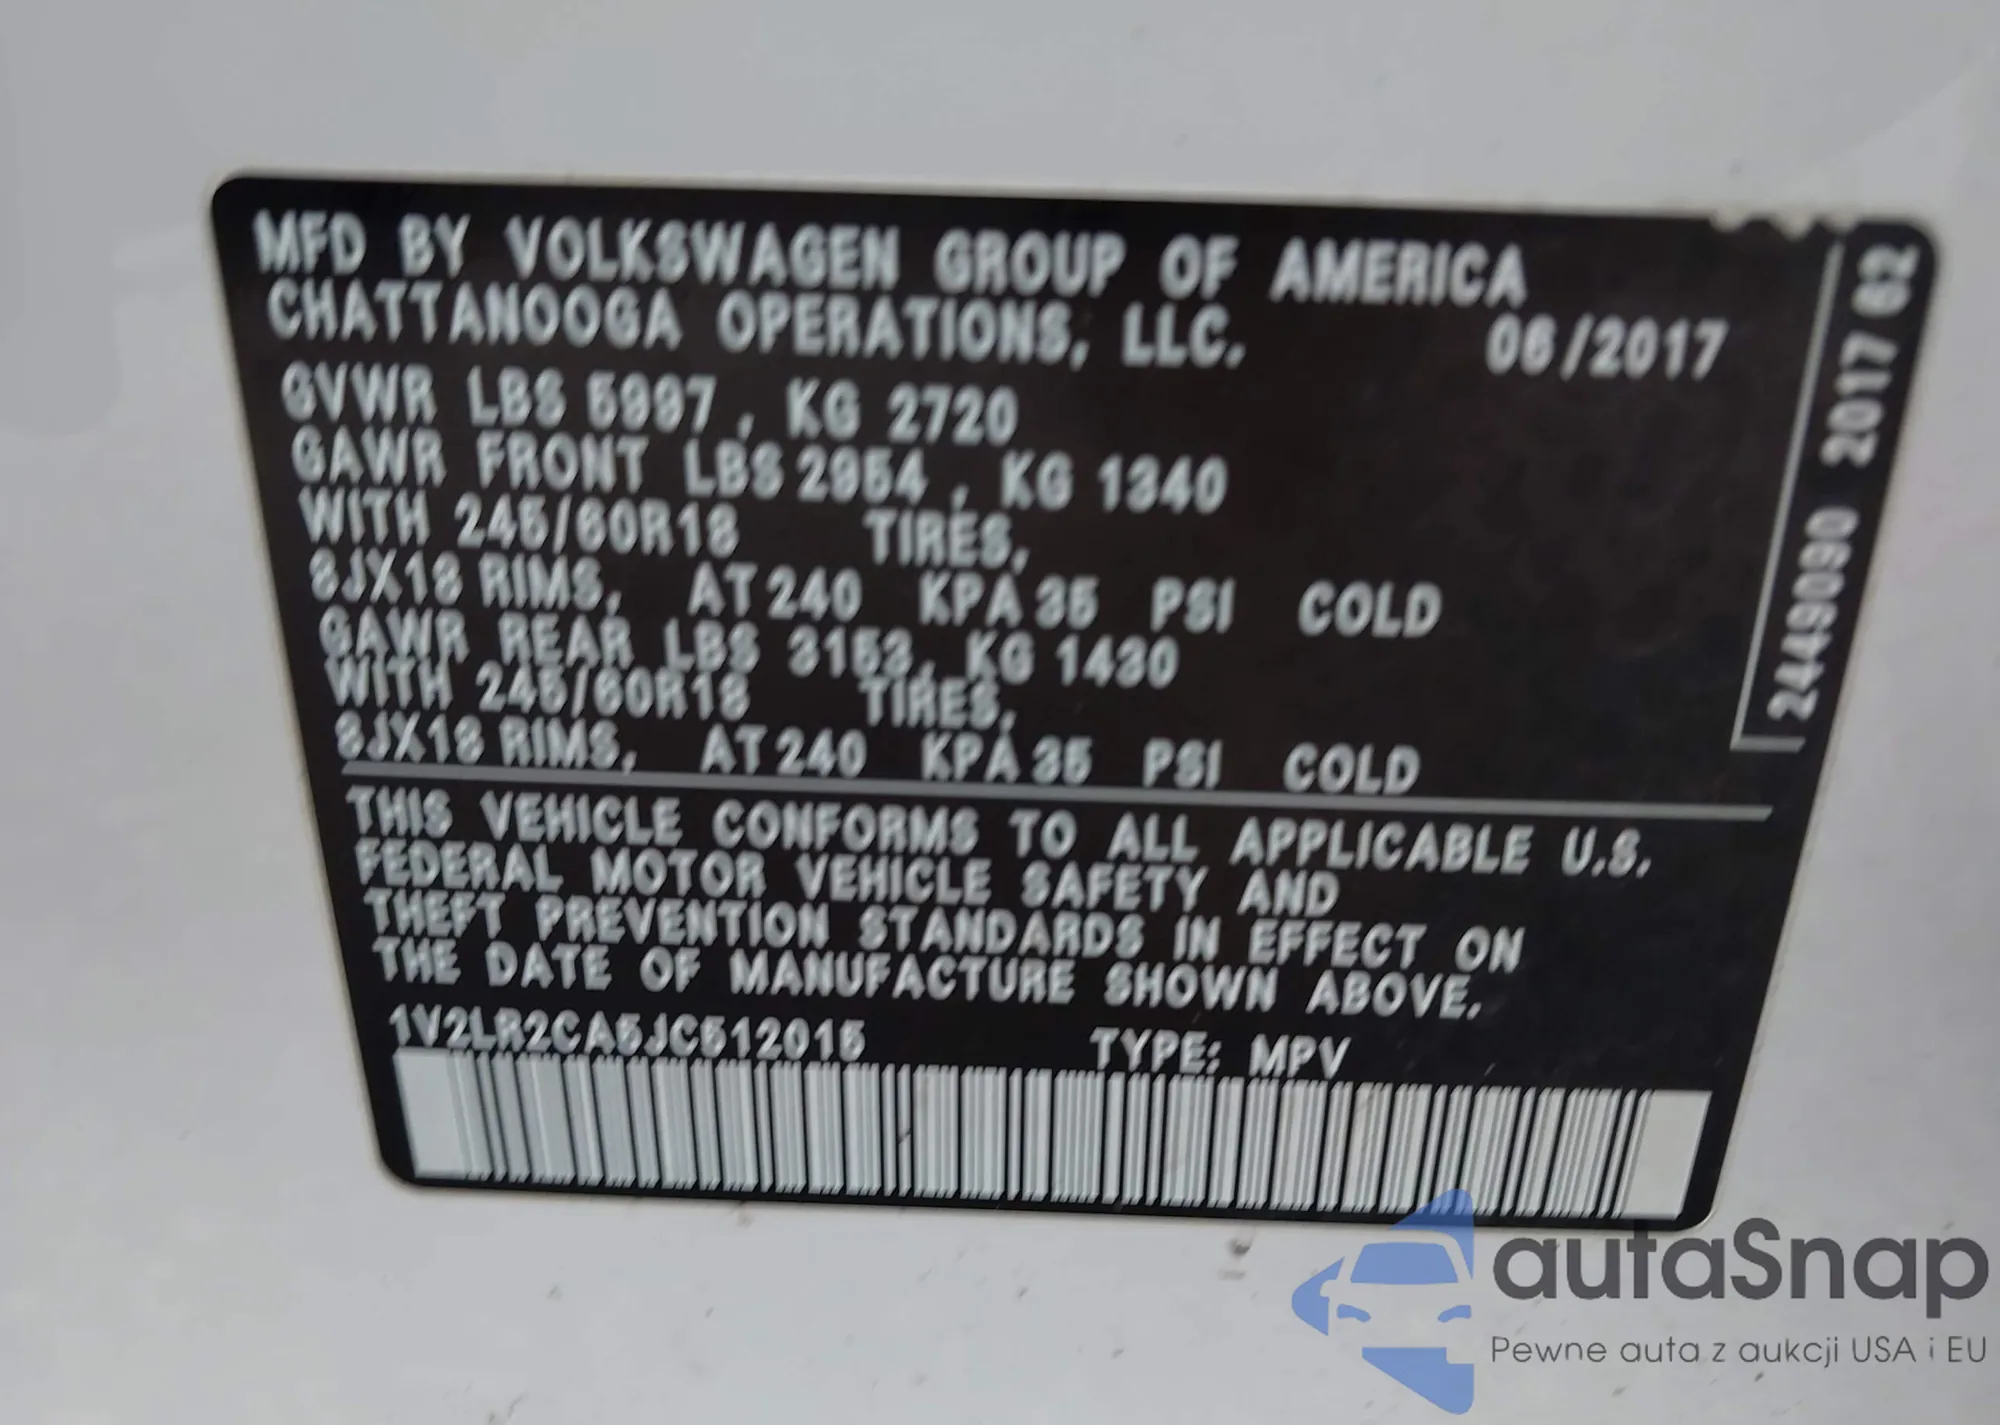 MFD BY VOLKSWAGEN GROUP OF AMERICA
CHATTANOOGA OPERATIONS, LLC.
06/2017
GVWR LBS 5997 , KG 2720
GAWR FRONT LBS 2954 , KG 1340
WITH 245/60R18 TIRES,
8JX18 RIMS, AT 240 KPA 35 PSI COLD
GAWR REAR LBS 3153, KG 1430
WITH 245/60R18 TIRES,
8JX18 RIMS, AT 240 KPA 35 PSI COLD
THIS VEHICLE CONFORMS TO ALL APPLICABLE U.S.
FEDERAL MOTOR VEHICLE SAFETY AND
THEFT PREVENTION STANDARDS IN EFFECT ON
THE DATE OF MANUFACTURE SHOWN ABOVE.
1V2LR2CA5JC512015 TYPE: MPV
2449090 2017 62
autaSnap
Pewne auta z aukcji USA i EU